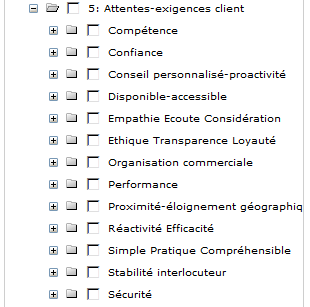 5: Attentes-exigences client
Compétence
Confiance
Conseil personnalisé-proactivité
Disponible-accessible
Empathie Ecoute Considération
Ethique Transparence Loyauté
Organisation commerciale
Performance
Proximité-éloignement géographiq
Réactivité Efficacité
Simple Pratique Compréhensible
Stabilité interlocuteur
Sécurité